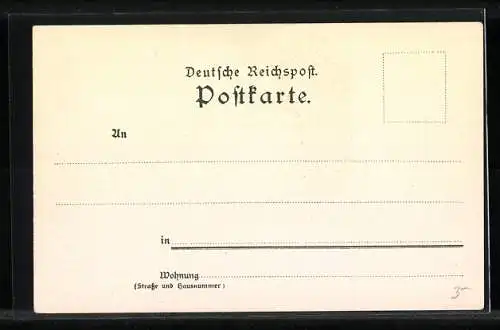 Deutſche Reichspoſt.
Poſtkarte.
An
in
Wohnung
(Straße und Hausnummer)